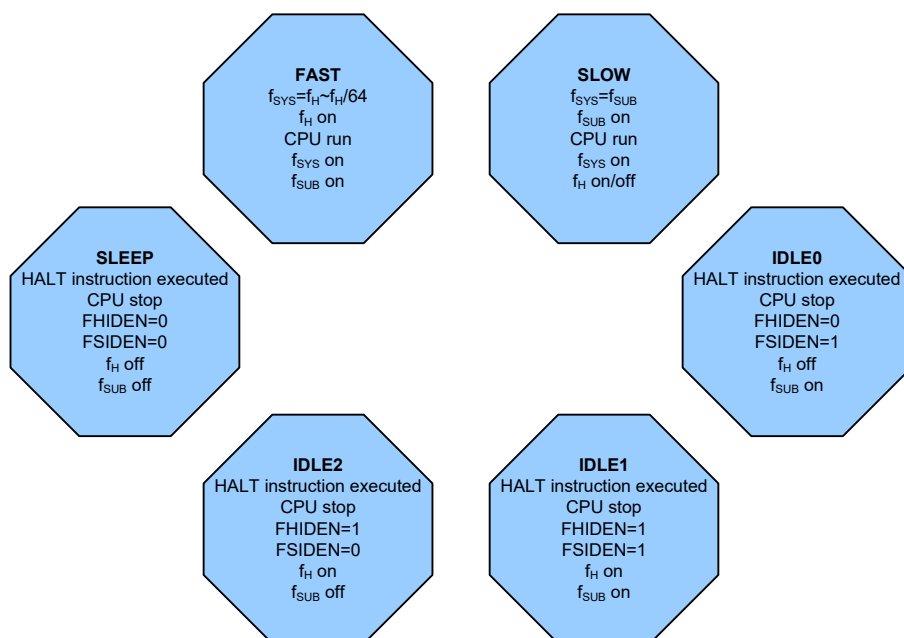 FAST
fSYS=fH~fH/64
fH on
CPU run
fSYS on
fSUB on
SLOW
fSYS=fSUB
fSUB on
CPU run
fSYS on
fH on/off
SLEEP
HALT instruction executed
CPU stop
FHIDEN=0
FSIDEN=0
fH off
fSUB off
IDLE0
HALT instruction executed
CPU stop
FHIDEN=0
FSIDEN=1
fH off
fSUB on
IDLE2
HALT instruction executed
CPU stop
FHIDEN=1
FSIDEN=0
fH on
fSUB off
IDLE1
HALT instruction executed
CPU stop
FHIDEN=1
FSIDEN=1
fH on
fSUB on